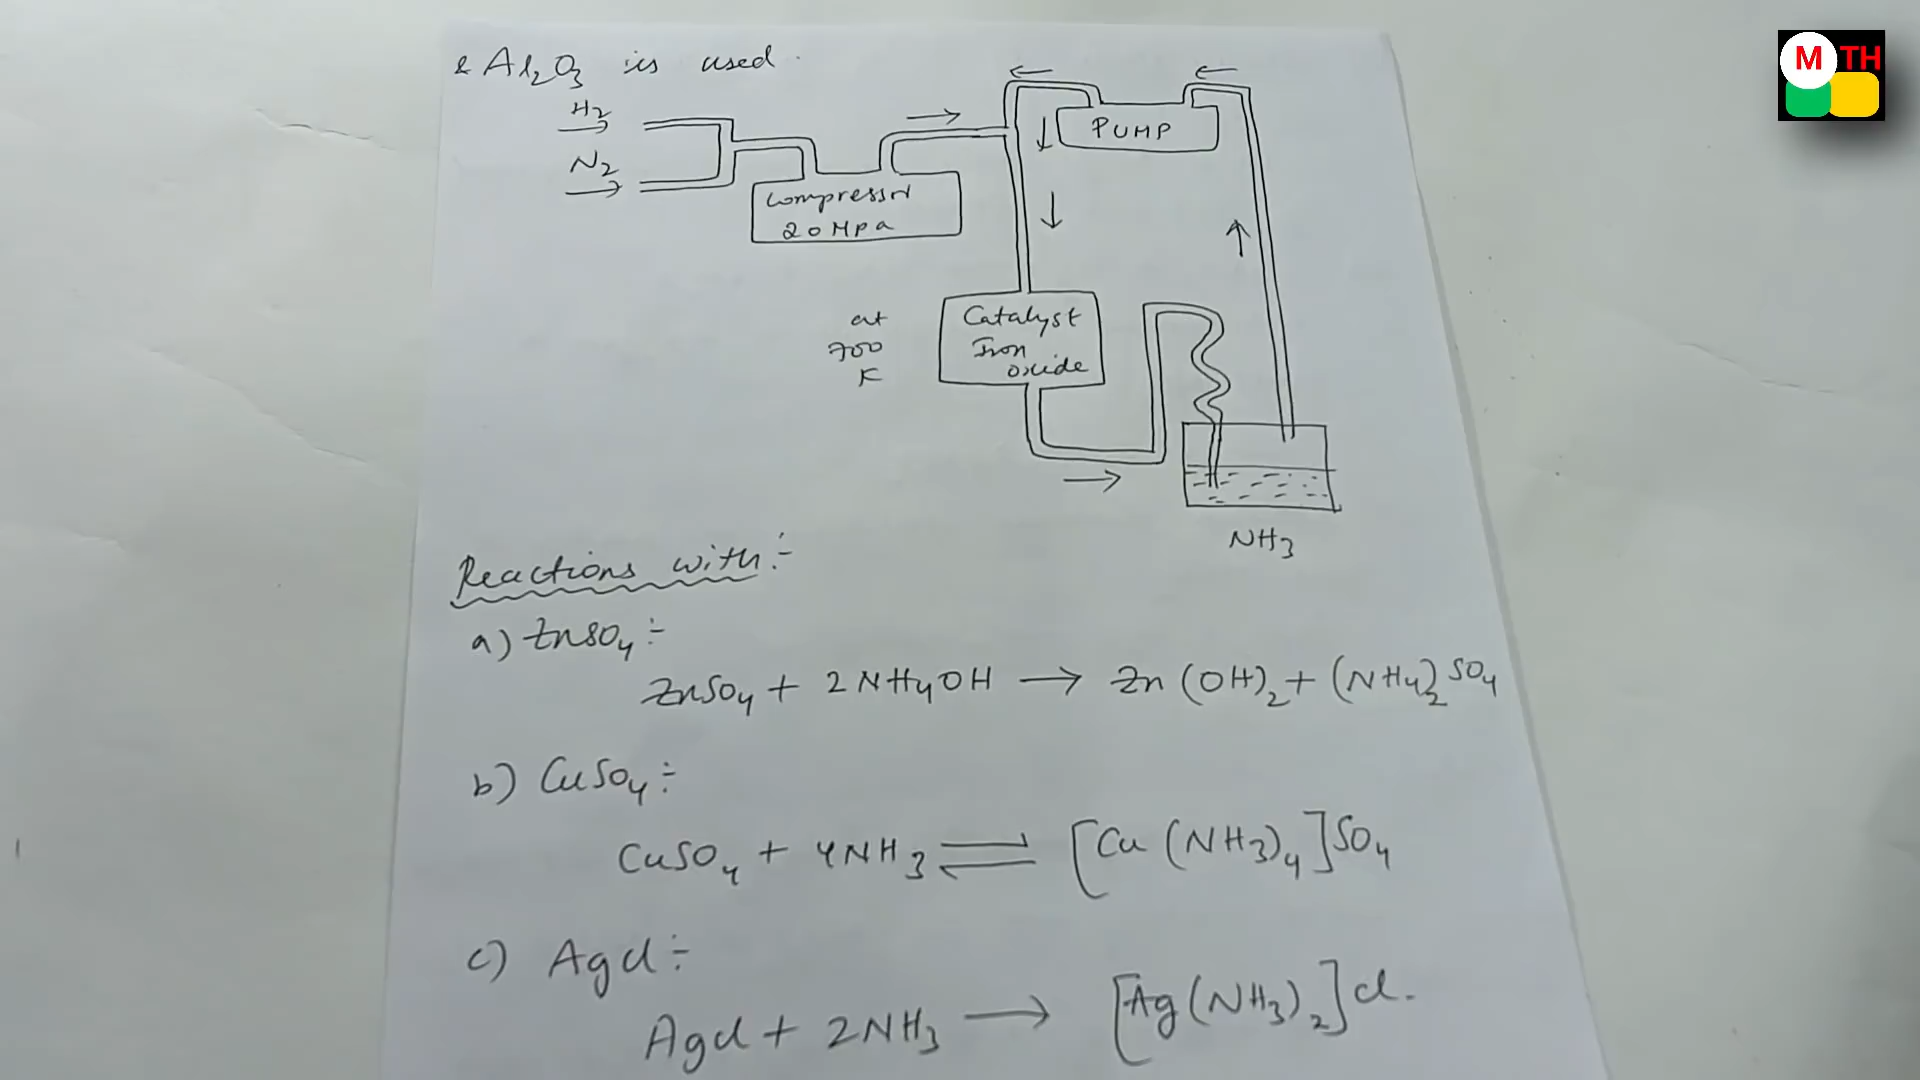 & Al₂O₃ is used.
H₂
N₂
Compressor
20 Mpa
PUMP
at
700
K
Catalyst
Iron
oxide
NH₃
Reactions with:-
a) ZnSO₄ :-
ZnSO₄ + 2NH₄OH → Zn(OH)₂ + (NH₄)₂SO₄
b) CuSO₄ :-
CuSO₄ + 4NH₃ ⇌ [Cu(NH₃)₄]SO₄
c) AgCl :-
AgCl + 2NH₃ → [Ag(NH₃)₂]Cl.
M TH